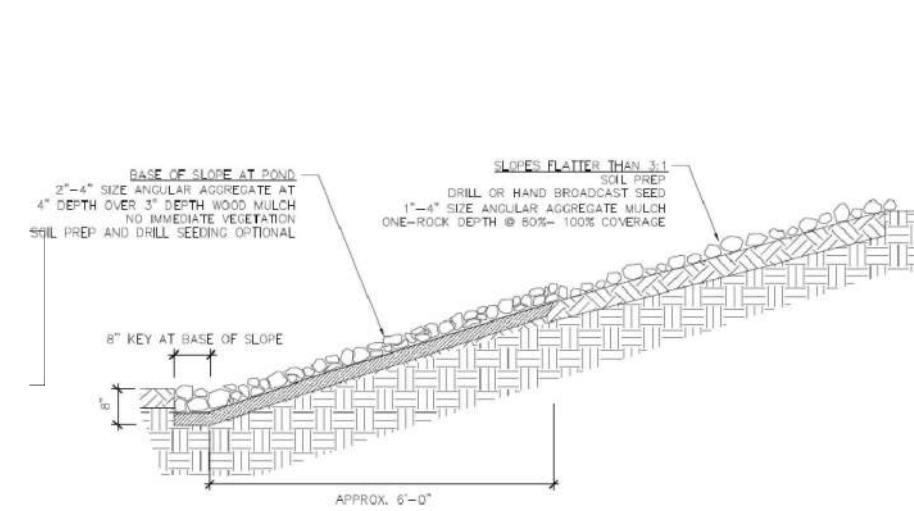 BASE OF SLOPE AT POND
2"-4" SIZE ANGULAR AGGREGATE AT
4" DEPTH OVER 3" DEPTH WOOD MULCH
NO IMMEDIATE VEGETATION
SOIL PREP AND DRILL SEEDING OPTIONAL
SLOPES FLATTER THAN 3:1
SOIL PREP
DRILL OR HAND BROADCAST SEED
1"-4" SIZE ANGULAR AGGREGATE MULCH
ONE-ROCK DEPTH @ 80%- 100% COVERAGE
8" KEY AT BASE OF SLOPE
8"
APPROX. 6'-0"